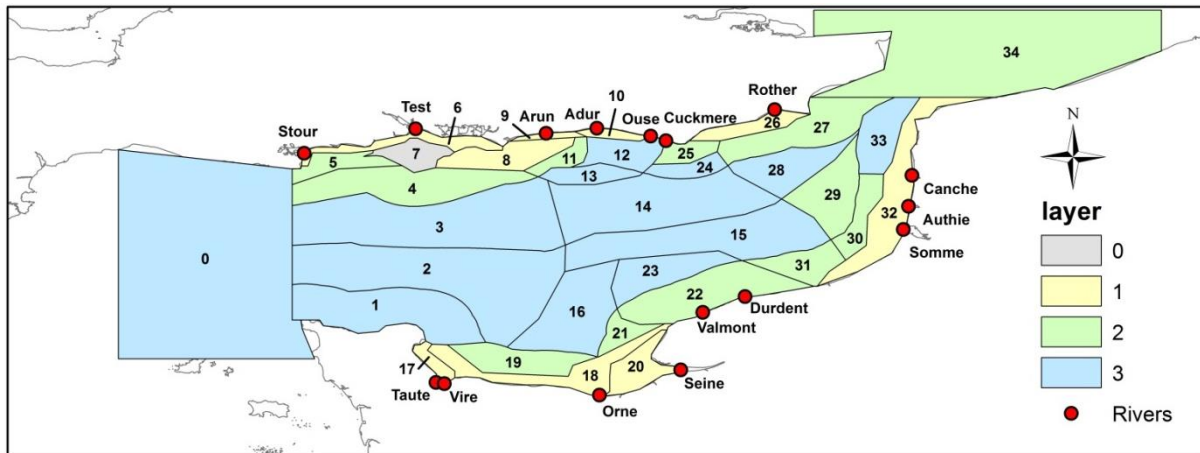 34
Rother
Test
6
9
Arun
Adur
10
Ouse
Cuckmere
N
Stour
26
27
33
5
7
8
11
12
25
13
24
28
4
Canche
14
29
32
Authie
3
15
30
Somme
0
2
23
31
1
16
22
Durdent
21
Valmont
17
19
18
20
Seine
Taute
Vire
Orne
layer
0
1
2
3
Rivers